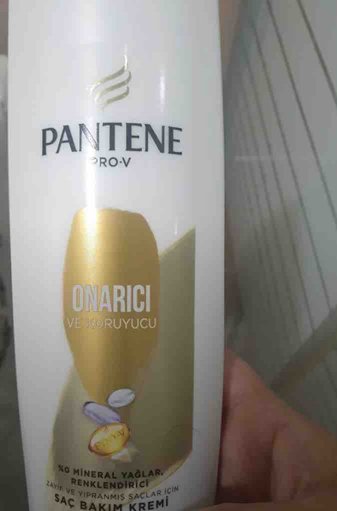 PANTENE
PRO-V
ONARICI
VE KORUYUCU
%0 MİNERAL YAĞLAR,
RENKLENDİRİCİ
ZAYIF VE YIPRANMIŞ SAÇLAR İÇİN
SAÇ BAKIM KREMİ